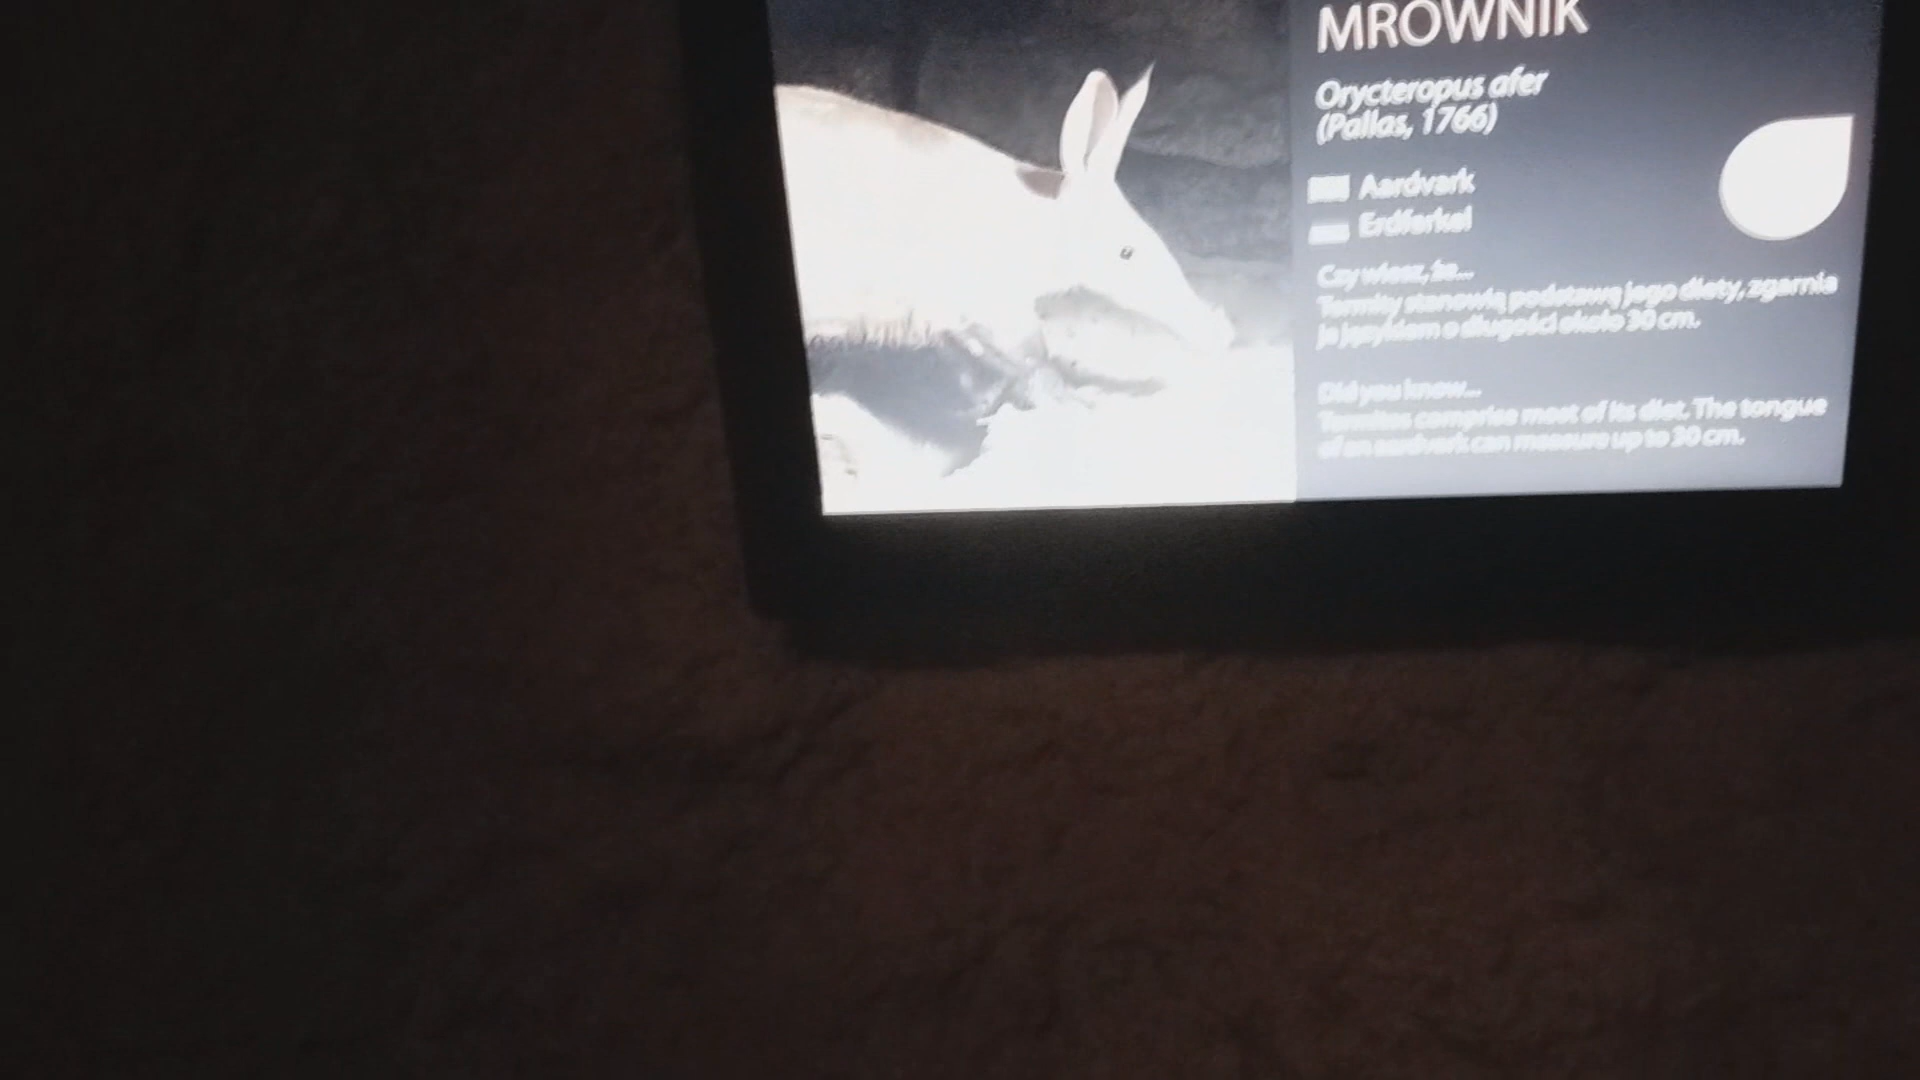 MRÓWNIK
Orycteropus afer
(Pallas, 1766)
Aardvark
Erdferkel
Czy wiesz, że...
Termity stanowią podstawę jego diety, zgarnia
je językiem o długości około 30 cm.
Did you know...
Termites comprise most of its diet. The tongue
of an aardvark can measure up to 30 cm.